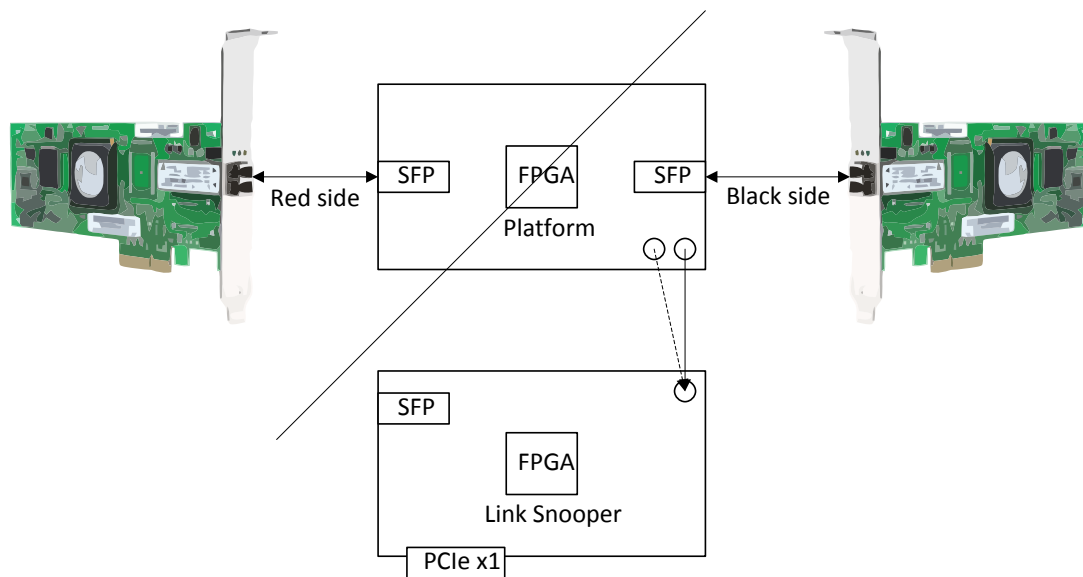 SFP
FPGA
SFP
Red side
Black side
Platform
SFP
FPGA
Link Snooper
PCIe x1